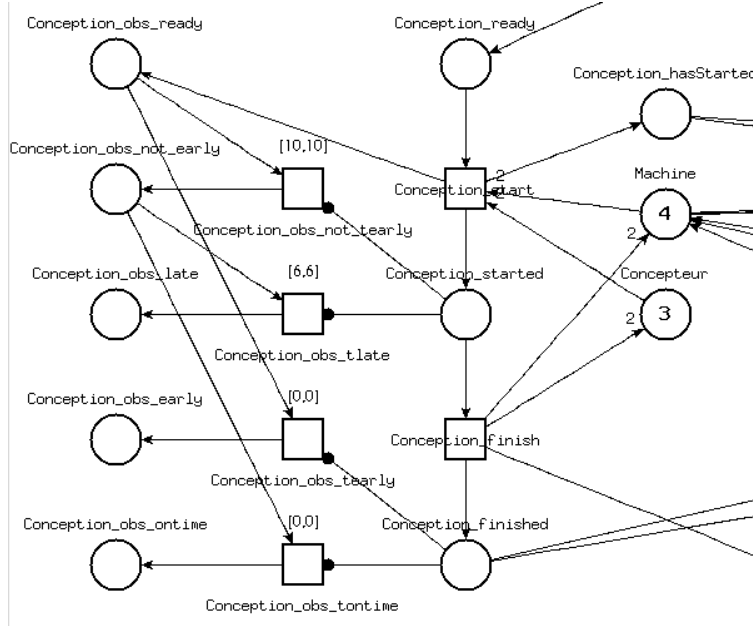 Conception_obs_ready
Conception_ready
Conception_hasStarted
[10,10]
Conception_obs_not_early
2
Machine
Conception_start
2
4
Conception_obs_not_tearly
2
[6,6]
Conception_obs_late
Conception_started
Concepteur
3
2
Conception_obs_tlate
[0,0]
Conception_obs_early
Conception_finish
Conception_obs_tearly
[0,0]
Conception_obs_ontime
Conception_finished
Conception_obs_tontime